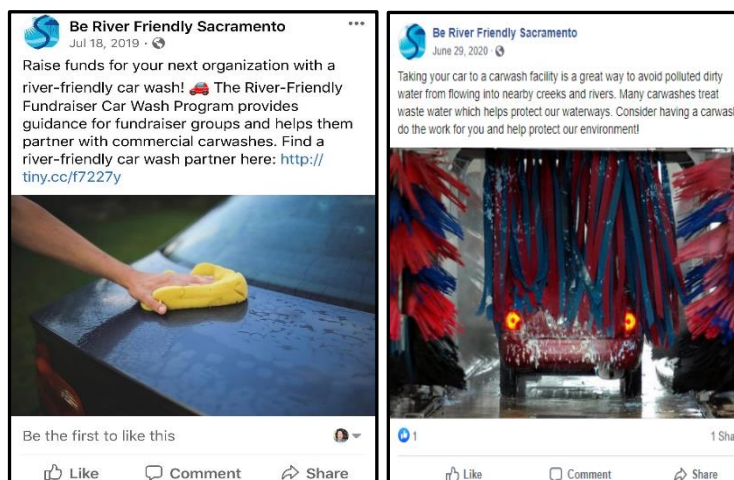 Be River Friendly Sacramento
Jul 18, 2019 ·
Raise funds for your next organization with a
river-friendly car wash! 🚗 The River-Friendly
Fundraiser Car Wash Program provides
guidance for fundraiser groups and helps them
partner with commercial carwashes. Find a
river-friendly car wash partner here: http://
tiny.cc/f7227y
Be the first to like this
Like Comment Share
Be River Friendly Sacramento
June 29, 2020 ·
Taking your car to a carwash facility is a great way to avoid polluted dirty
water from flowing into nearby creeks and rivers. Many carwashes treat
waste water which helps protect our waterways. Consider having a carwash
do the work for you and help protect our environment!
1 1 Sha
Like Comment Share